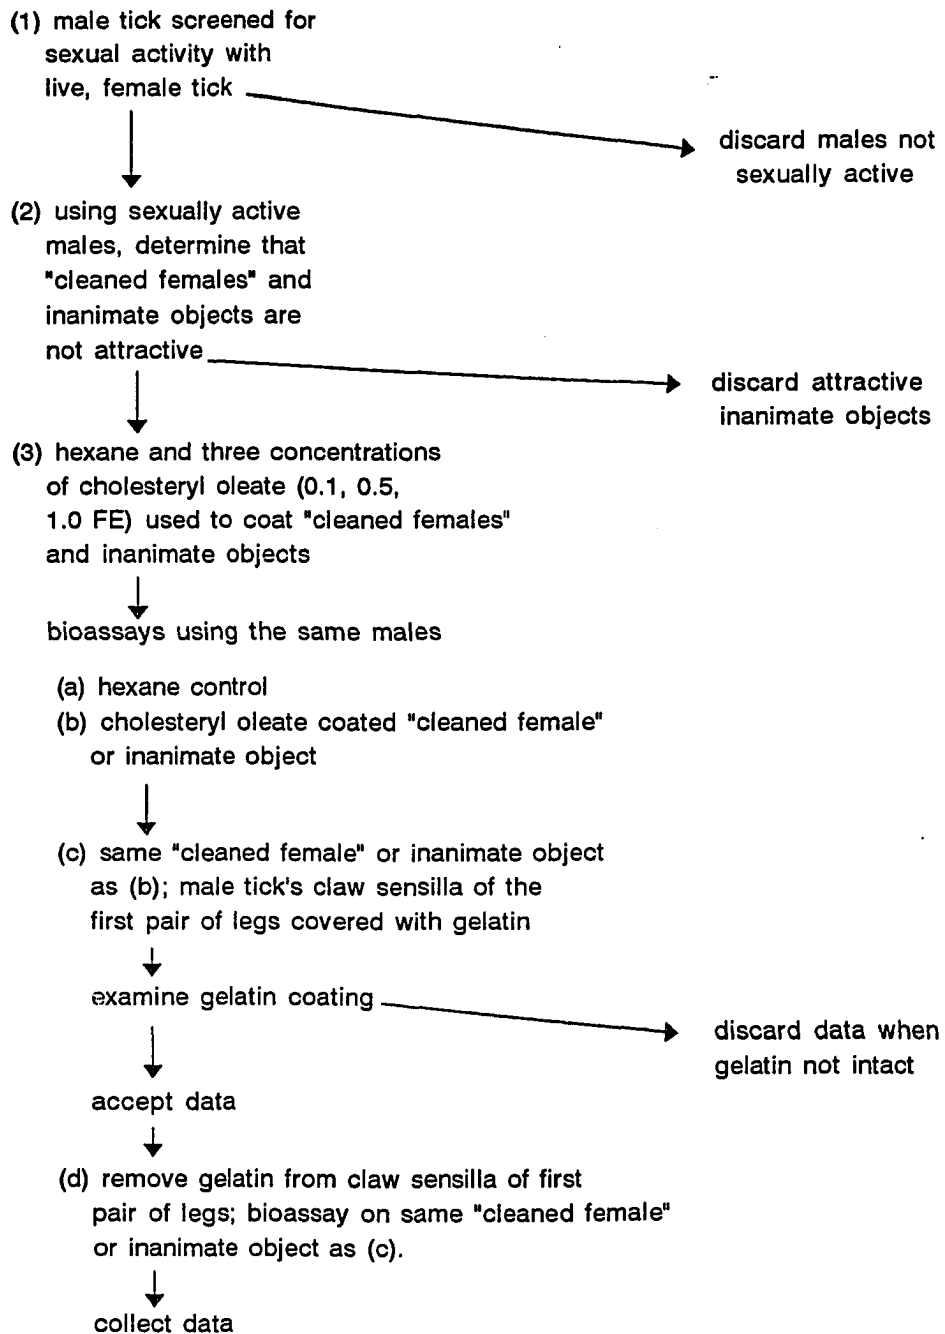 (1) male tick screened for
sexual activity with
live, female tick
discard males not
sexually active
(2) using sexually active
males, determine that
"cleaned females" and
inanimate objects are
not attractive
discard attractive
inanimate objects
(3) hexane and three concentrations
of cholesteryl oleate (0.1, 0.5,
1.0 FE) used to coat "cleaned females"
and inanimate objects
bioassays using the same males
(a) hexane control
(b) cholesteryl oleate coated "cleaned female"
or inanimate object
(c) same "cleaned female" or inanimate object
as (b); male tick's claw sensilla of the
first pair of legs covered with gelatin
examine gelatin coating
discard data when
gelatin not intact
accept data
(d) remove gelatin from claw sensilla of first
pair of legs; bioassay on same "cleaned female"
or inanimate object as (c).
collect data